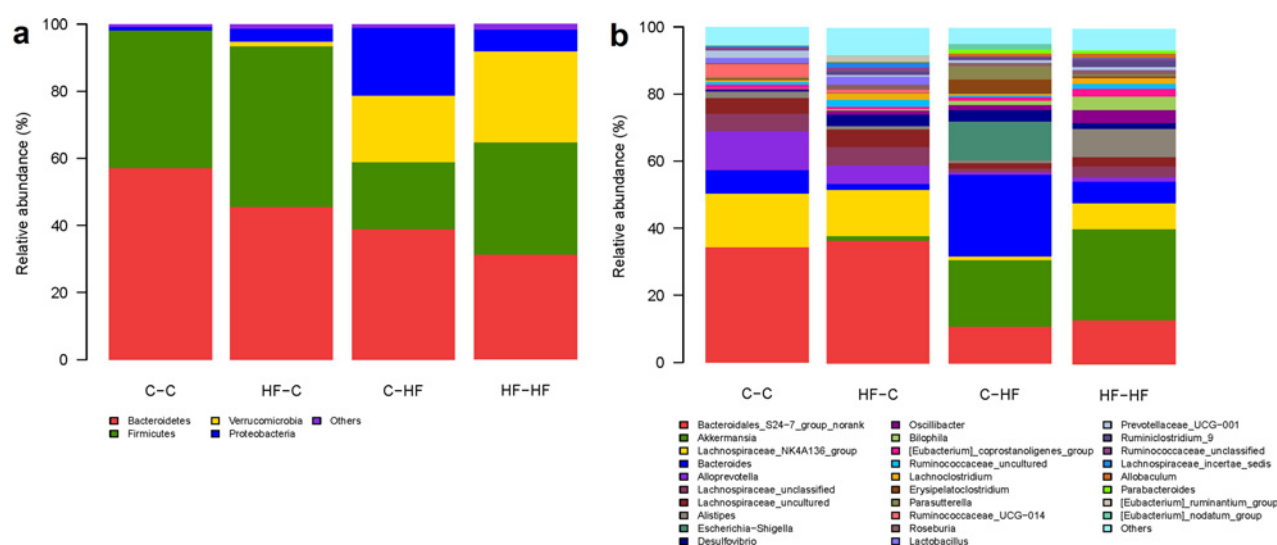 a
Relative abundance (%)
100
80
60
40
20
0
C-C
HF-C
C-HF
HF-HF
Bacteroidetes
Verrucomicrobia
Others
Firmicutes
Proteobacteria
b
Relative abundance (%)
100
80
60
40
20
0
C-C
HF-C
C-HF
HF-HF
Bacteroidales_S24-7_group_norank
Akkermansia
Lachnospiraceae_NK4A136_group
Bacteroides
Alloprevotella
Lachnospiraceae_unclassified
Lachnospiraceae_uncultured
Alistipes
Escherichia-Shigella
Desulfovibrio
Oscillibacter
Bilophila
[Eubacterium]_coprostanoligenes_group
Ruminococcaceae_uncultured
Lachnoclostridium
Erysipelatoclostridium
Parasutterella
Ruminococcaceae_UCG-014
Roseburia
Lactobacillus
Prevotellaceae_UCG-001
Ruminiclostridium_9
Ruminococcaceae_unclassified
Lachnospiraceae_incertae_sedis
Allobaculum
Parabacteroides
[Eubacterium]_ruminantium_group
[Eubacterium]_nodatum_group
Others